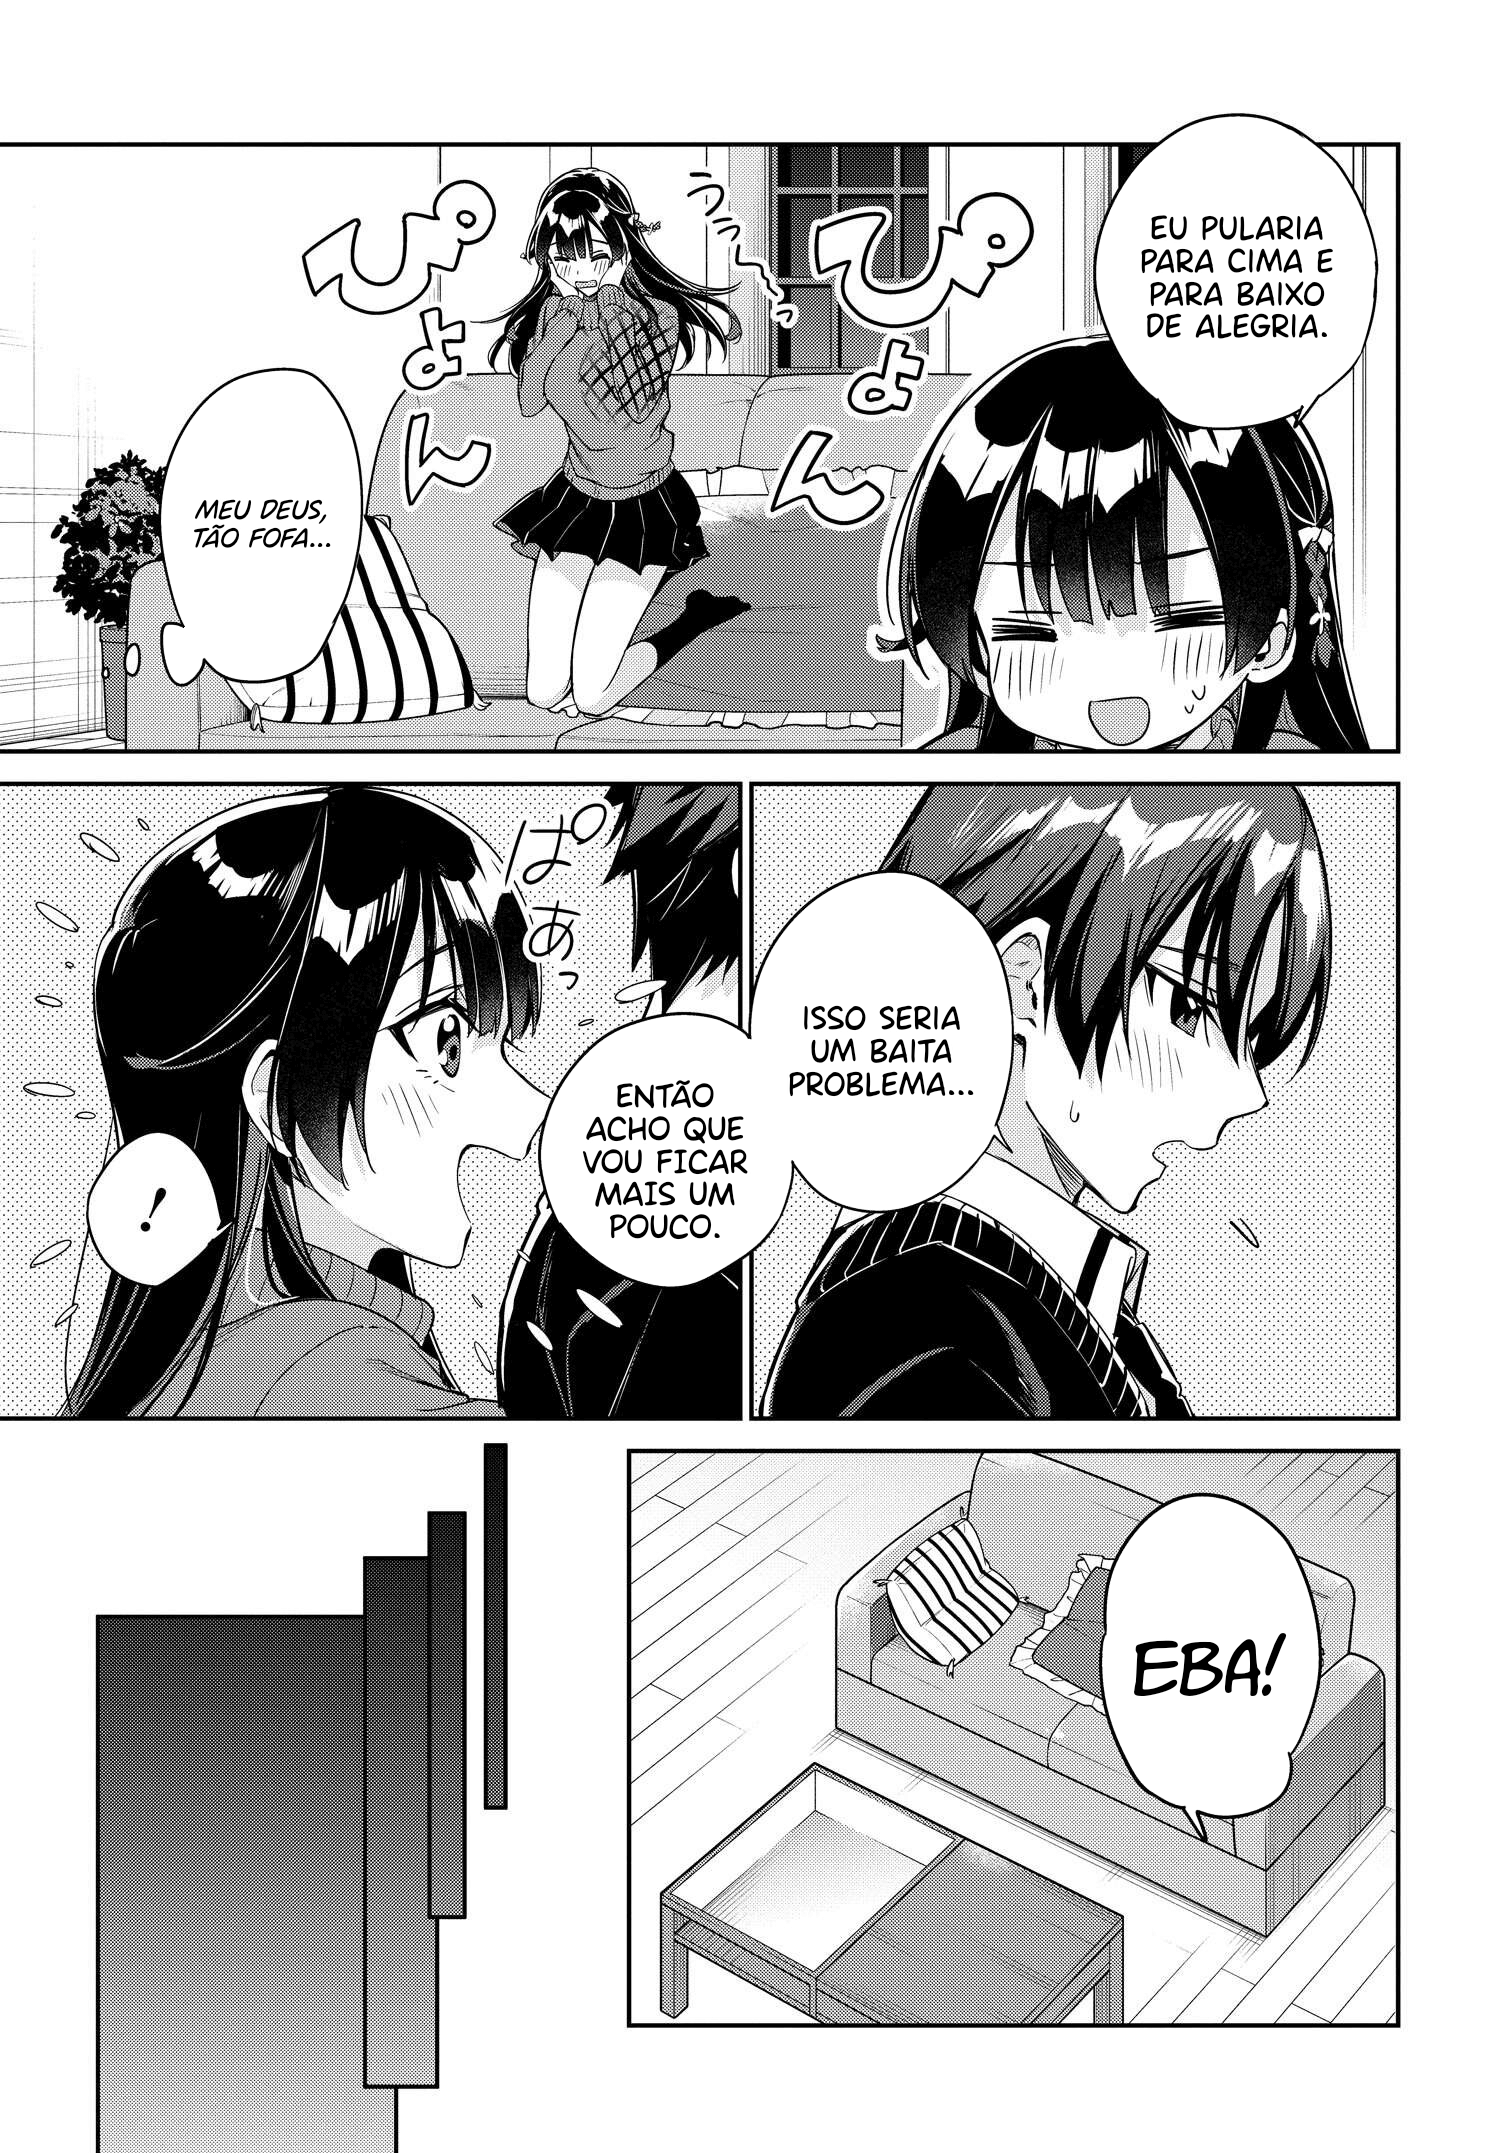 EU PULARIA
PARA CIMA E
PARA BAIXO
DE ALEGRIA.
ぴょん
うううっ
ぴょん
MEU DEUS,
TÃO FOFA...
ISSO SERIA
UM BAITA
PROBLEMA...
ENTÃO
ACHO QUE
VOU FICAR
MAIS UM
POUCO.
ぱあっ
!
EBA!